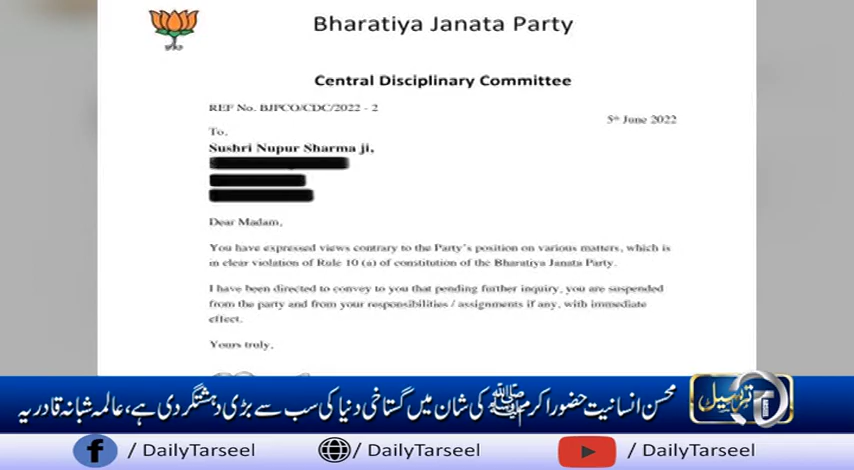 Bharatiya Janata Party
Central Disciplinary Committee
REF No. BJPCO/CDC/2022 - 2
5th June 2022
To,
Sushri Nupur Sharma ji,
Dear Madam,
You have expressed views contrary to the Party's position on various matters, which is
in clear violation of Rule 10 (a) of constitution of the Bharatiya Janata Party.
I have been directed to convey to you that pending further inquiry, you are suspended
from the party and from your responsibilities / assignments if any, with immediate
effect.
Yours truly,
محسن انسانیت حضور اکرم ﷺ کی شان میں گستاخی دنیا کی سب سے بڑی دہشتگردی ہے، عالمہ شبانہ قادریہ
ترسیل
/ DailyTarseel
/ DailyTarseel
/ DailyTarseel